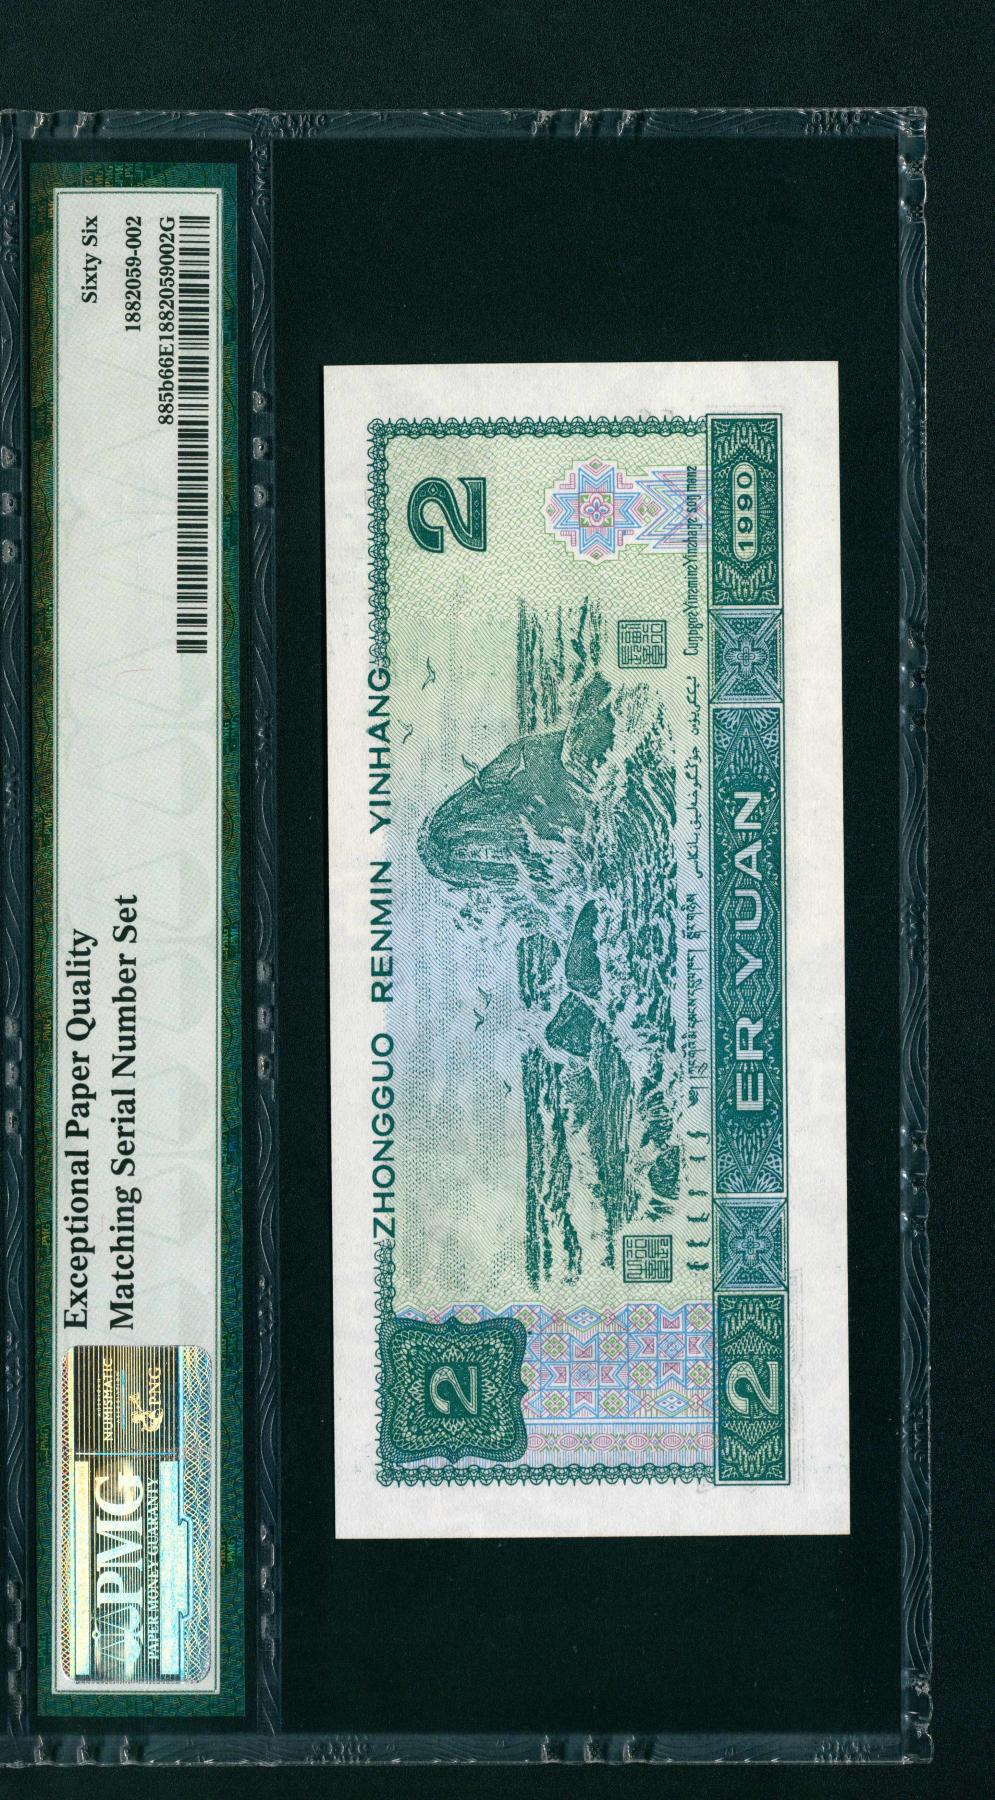 Exceptional Paper Quality
Matching Serial Number Set
Sixty Six
1882059-002
885b66E1882059002G
NUMISMATIC
PMG
PAPER MONEY GUARANTY
ZHONGGUO RENMIN YINHANG
2
2
2
1990
ER YUAN